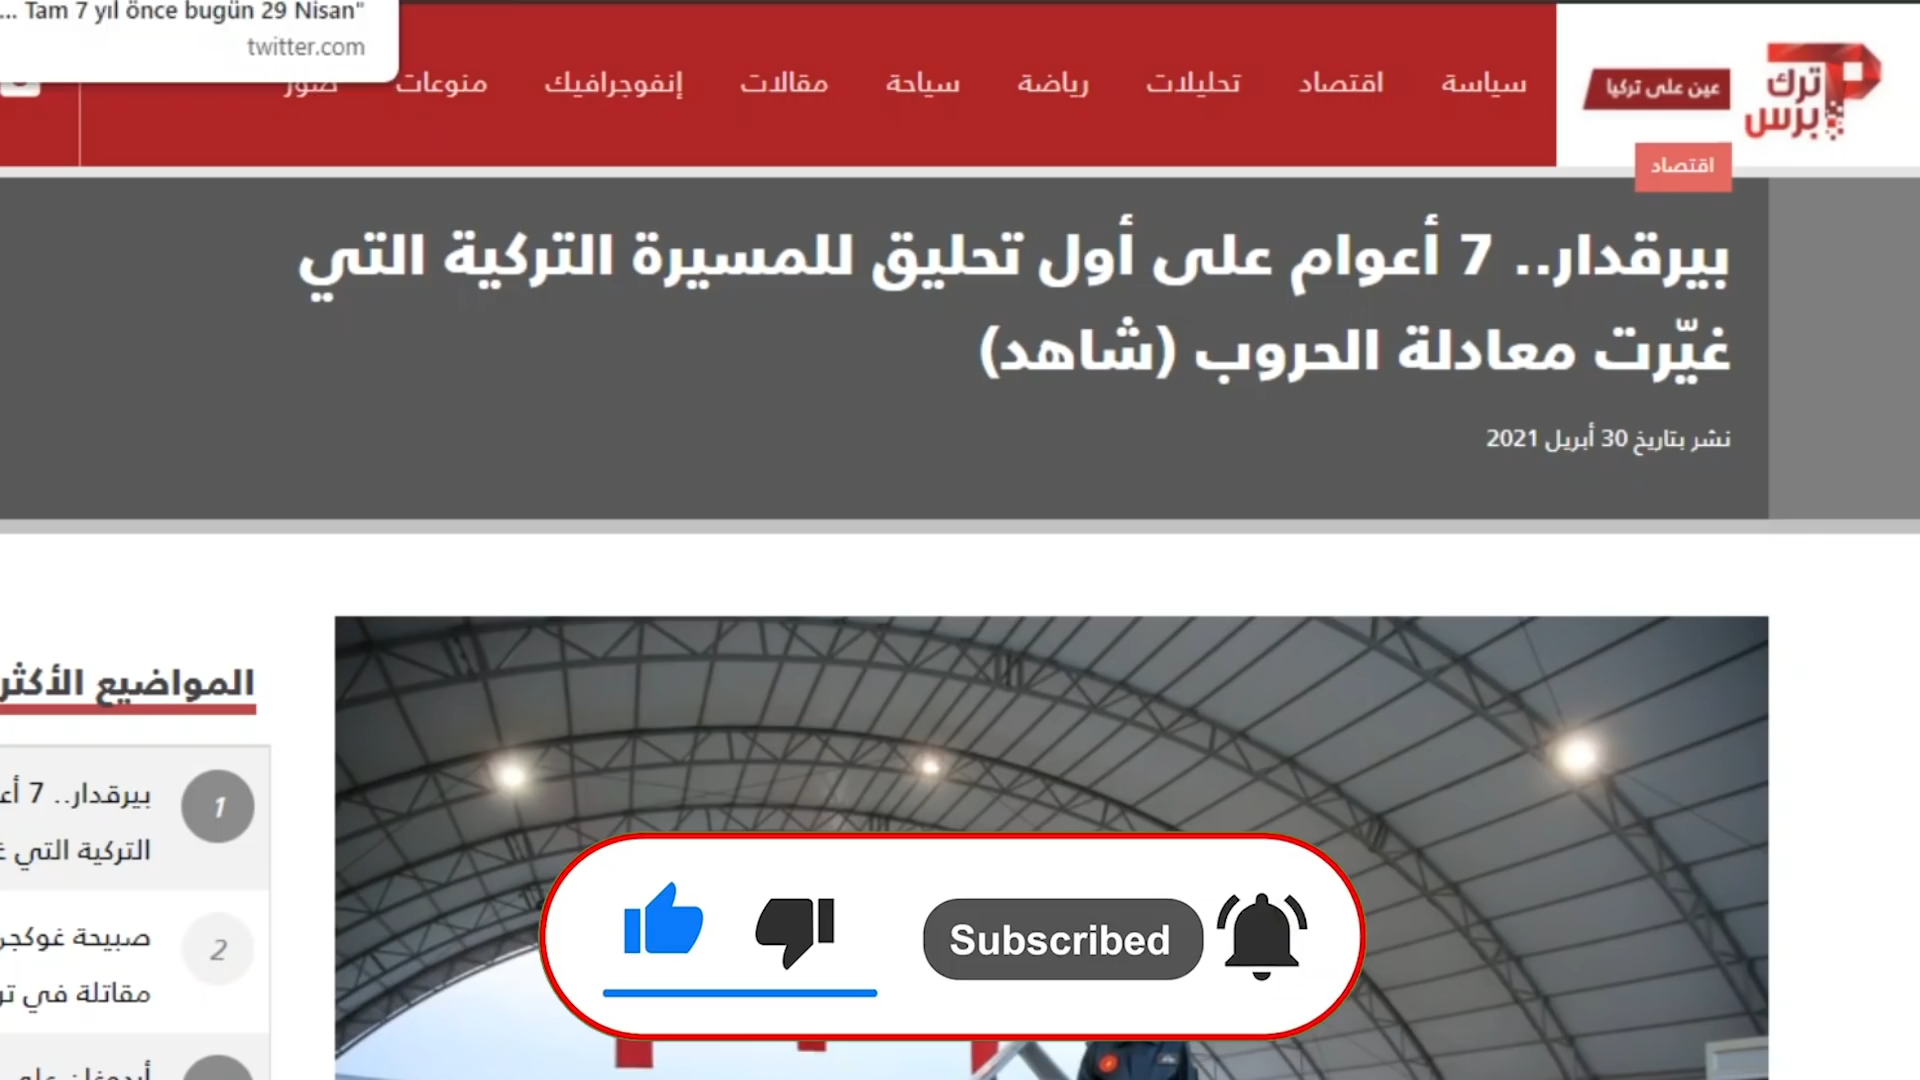 ... Tam 7 yıl önce bugün 29 Nisan"
twitter.com
ترك برس
عين على تركيا
سياسة اقتصاد تحليلات رياضة سياحة مقالات إنفوجرافيك منوعات صور
اقتصاد
بيرقدار.. 7 أعوام على أول تحليق للمسيرة التركية التي
غيّرت معادلة الحروب (شاهد)
نشر بتاريخ 30 أبريل 2021
المواضيع الأكثر
1
بيرقدار.. 7
التركية التي
2
صبيحة
مقاتلة في
Subscribed